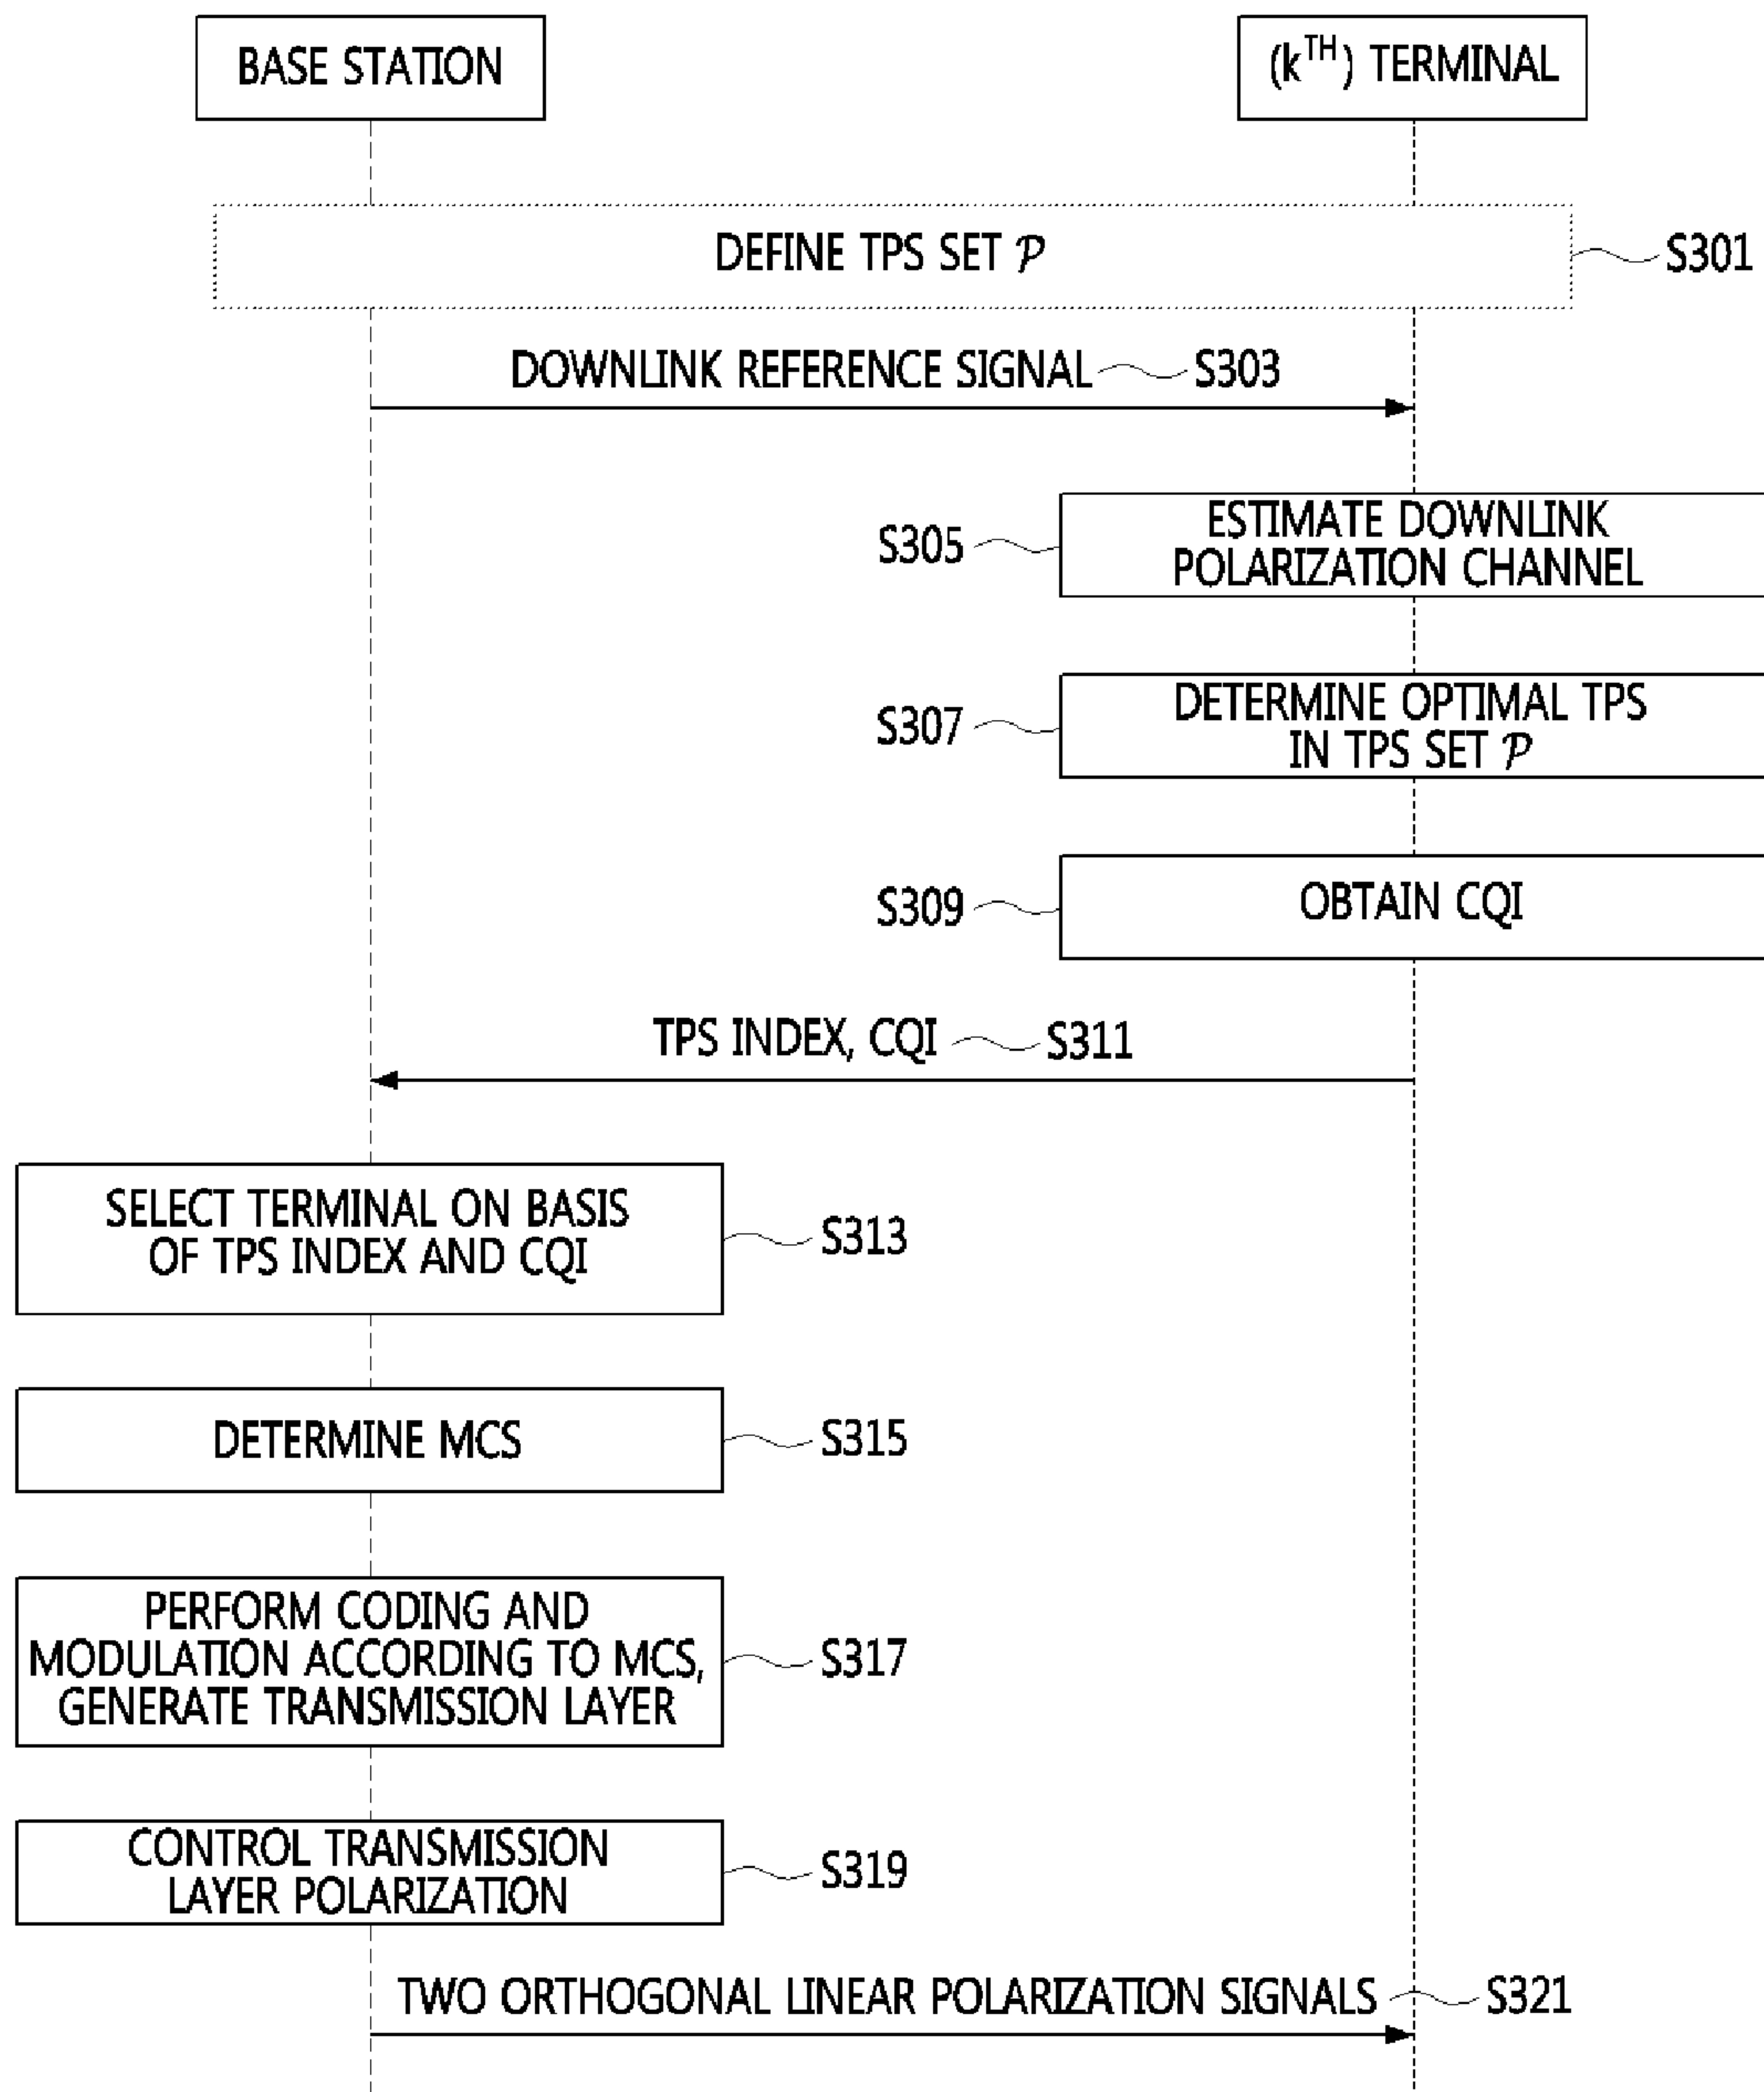 BASE STATION
(kTH) TERMINAL
DEFINE TPS SET 𝒫
S301
DOWNLINK REFERENCE SIGNAL
S303
S305
ESTIMATE DOWNLINK
POLARIZATION CHANNEL
S307
DETERMINE OPTIMAL TPS
IN TPS SET 𝒫
S309
OBTAIN CQI
TPS INDEX, CQI
S311
SELECT TERMINAL ON BASIS
OF TPS INDEX AND CQI
S313
DETERMINE MCS
S315
PERFORM CODING AND
MODULATION ACCORDING TO MCS,
GENERATE TRANSMISSION LAYER
S317
CONTROL TRANSMISSION
LAYER POLARIZATION
S319
TWO ORTHOGONAL LINEAR POLARIZATION SIGNALS
S321